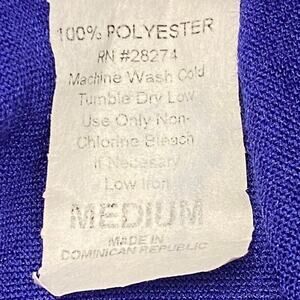 100% POLYESTER
RN #28274
Machine Wash Cold
Tumble Dry Low
Use Only Non-
Chlorine Bleach
If Necessary
Low Iron
MEDIUM
MADE IN
DOMINICAN REPUBLIC